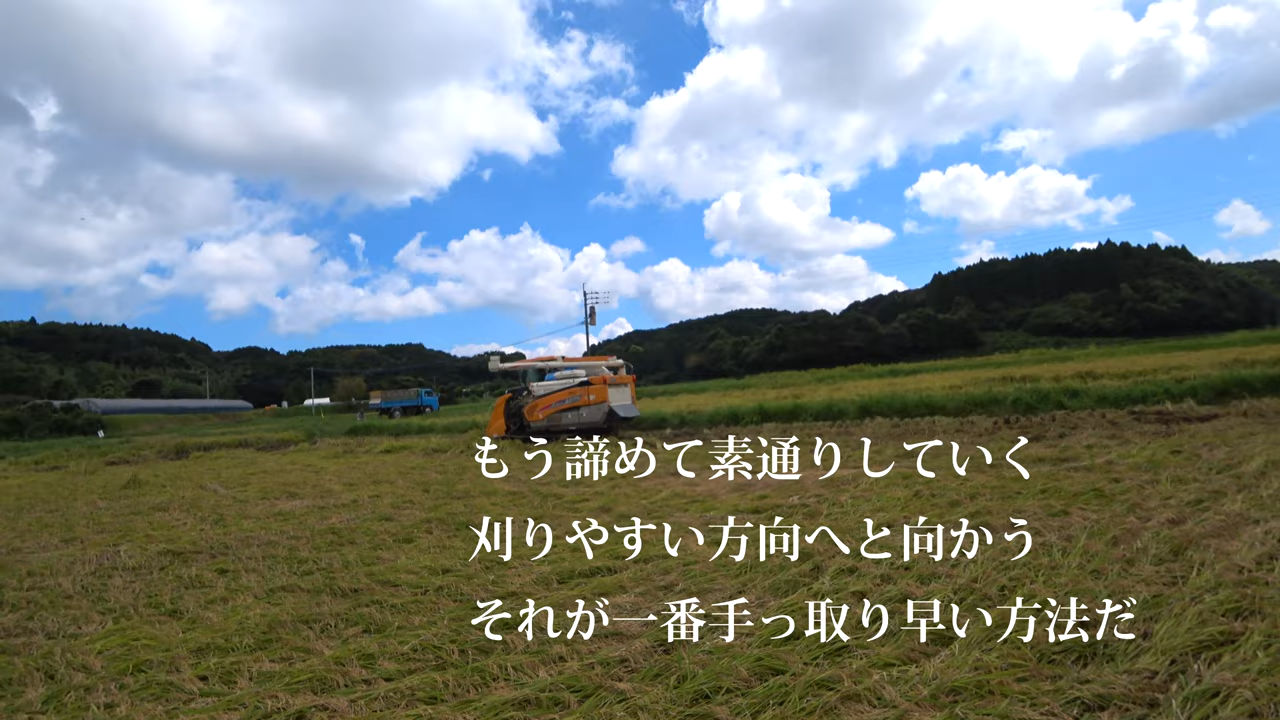 もう諦めて素通りしていく
刈りやすい方向へと向かう
それが一番手っ取り早い方法だ